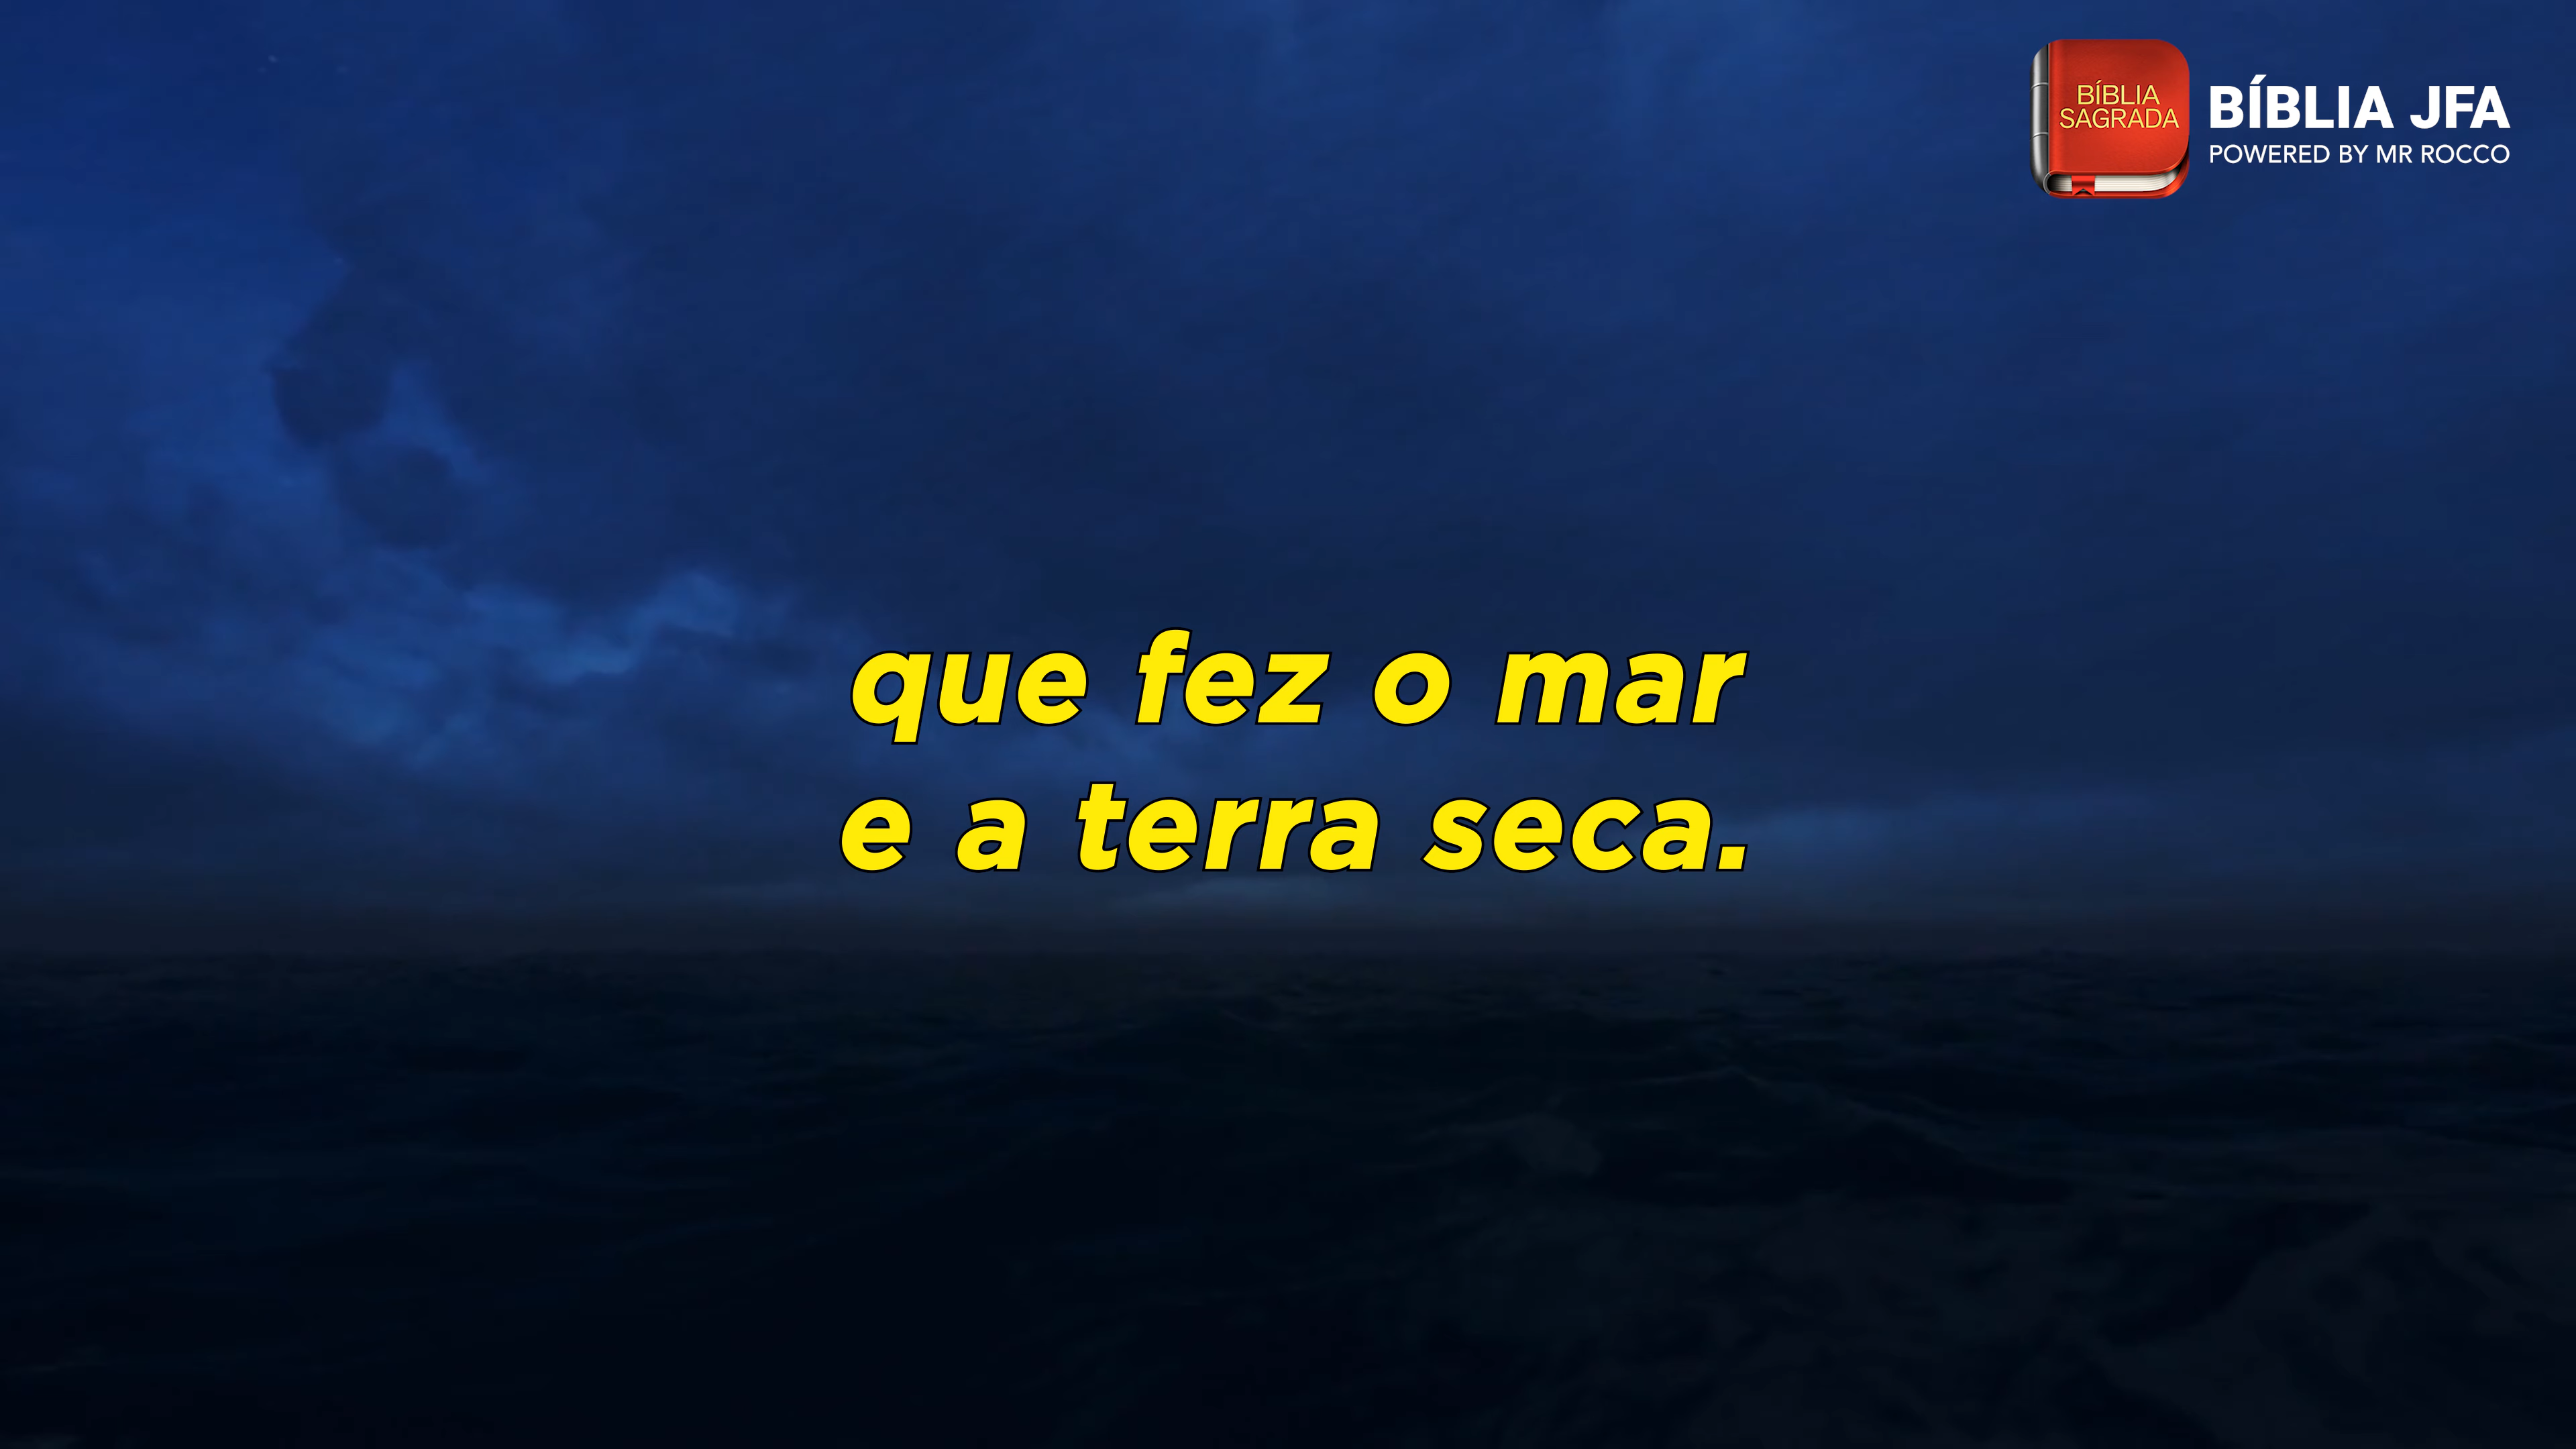 BÍBLIA
SAGRADA
BÍBLIA JFA
POWERED BY MR ROCCO
que fez o mar
e a terra seca.